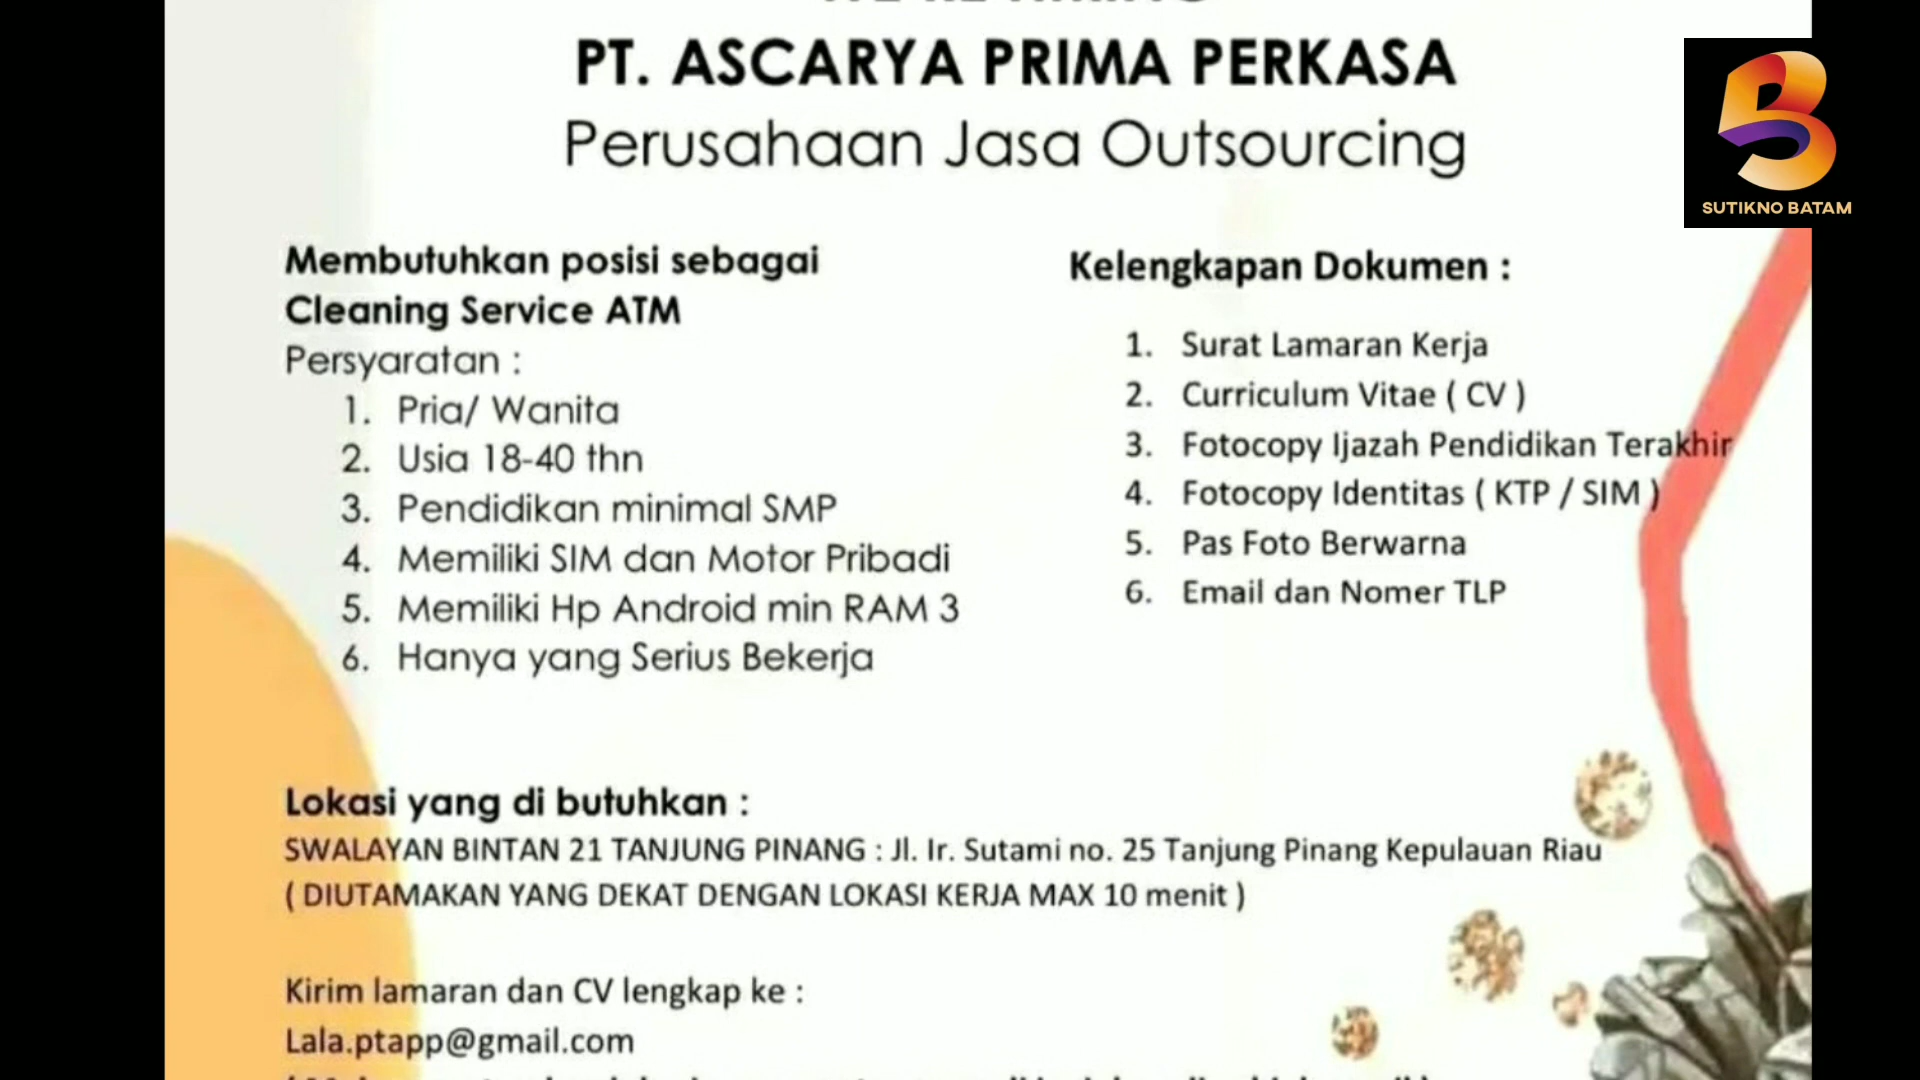 PT. ASCARYA PRIMA PERKASA
Perusahaan Jasa Outsourcing
SUTIKNO BATAM
Membutuhkan posisi sebagai
Cleaning Service ATM
Persyaratan :
1. Pria/ Wanita
2. Usia 18-40 thn
3. Pendidikan minimal SMP
4. Memiliki SIM dan Motor Pribadi
5. Memiliki Hp Android min RAM 3
6. Hanya yang Serius Bekerja
Kelengkapan Dokumen :
1. Surat Lamaran Kerja
2. Curriculum Vitae ( CV )
3. Fotocopy Ijazah Pendidikan Terakhir
4. Fotocopy Identitas ( KTP / SIM )
5. Pas Foto Berwarna
6. Email dan Nomer TLP
Lokasi yang di butuhkan :
SWALAYAN BINTAN 21 TANJUNG PINANG : Jl. Ir. Sutami no. 25 Tanjung Pinang Kepulauan Riau
( DIUTAMAKAN YANG DEKAT DENGAN LOKASI KERJA MAX 10 menit )
Kirim lamaran dan CV lengkap ke :
Lala.ptapp@gmail.com